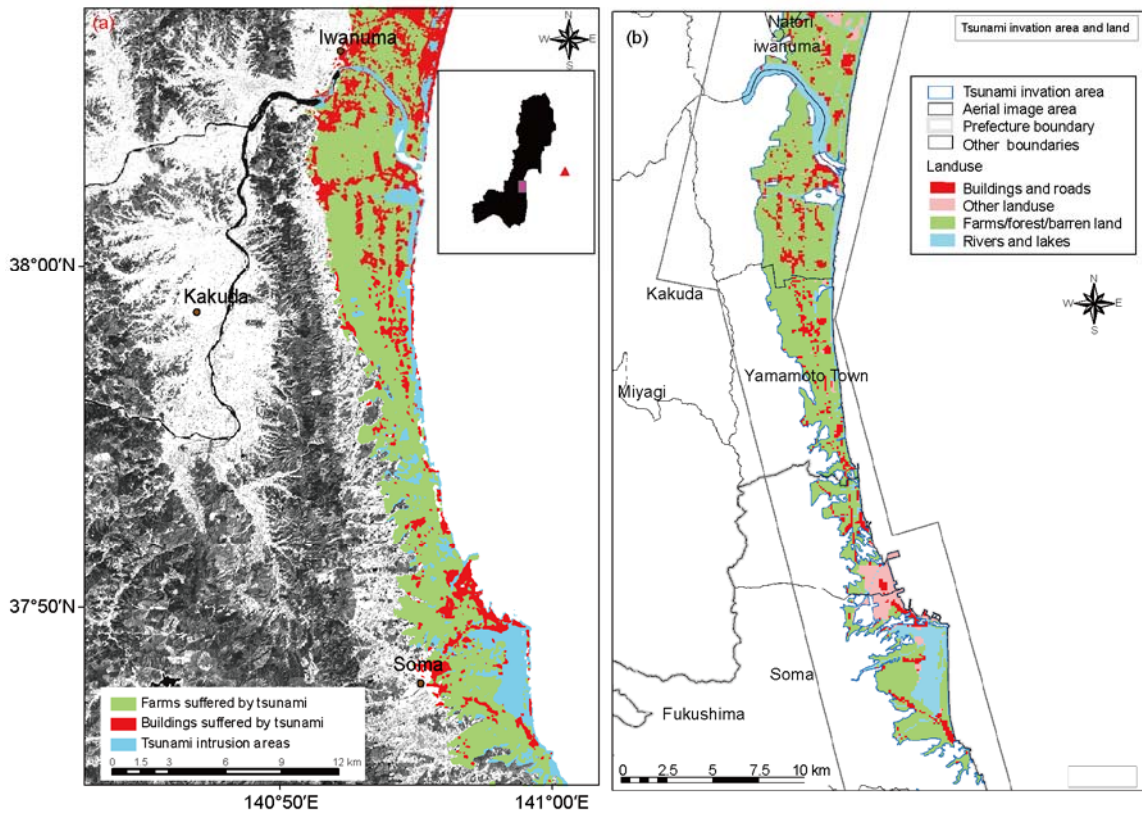 (a)
N
W E
S
Iwanuma
38°00′N
Kakuda
37°50′N
Soma
Farms suffered by tsunami
Buildings suffered by tsunami
Tsunami intrusion areas
0 1.5 3 6 9 12 km
140°50′E 141°00′E
(b)
Natori
iwanuma
Tsunami invation area and land
Tsunami invation area
Aerial image area
Prefecture boundary
Other boundaries
Landuse
Buildings and roads
Other landuse
Farms/forest/barren land
Rivers and lakes
N
W E
S
Kakuda
Yamamoto Town
Miyagi
Soma
Fukushima
0 2.5 5 7.5 10 km